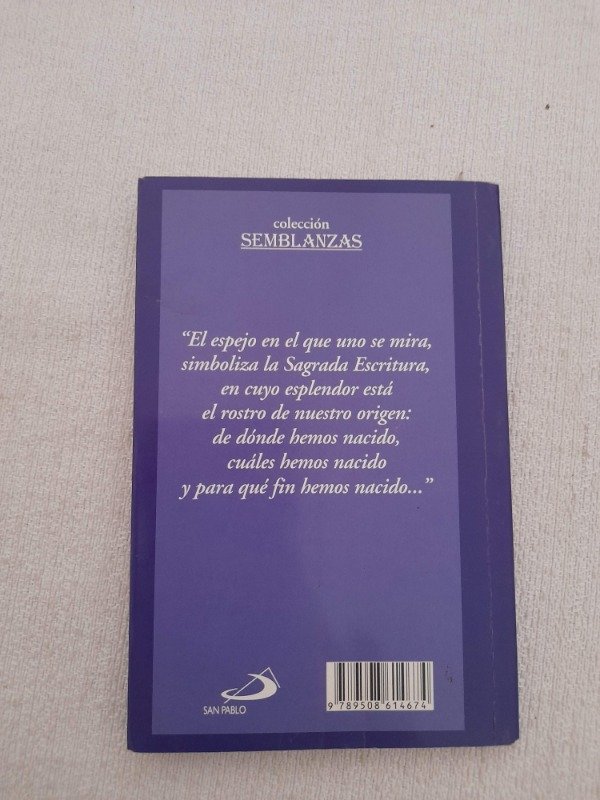 colección
SEMBLANZAS
“El espejo en el que uno se mira,
simboliza la Sagrada Escritura,
en cuyo esplendor está
el rostro de nuestro origen:
de dónde hemos nacido,
cuáles hemos nacido
y para qué fin hemos nacido...”
SAN PABLO
9 789508 614674